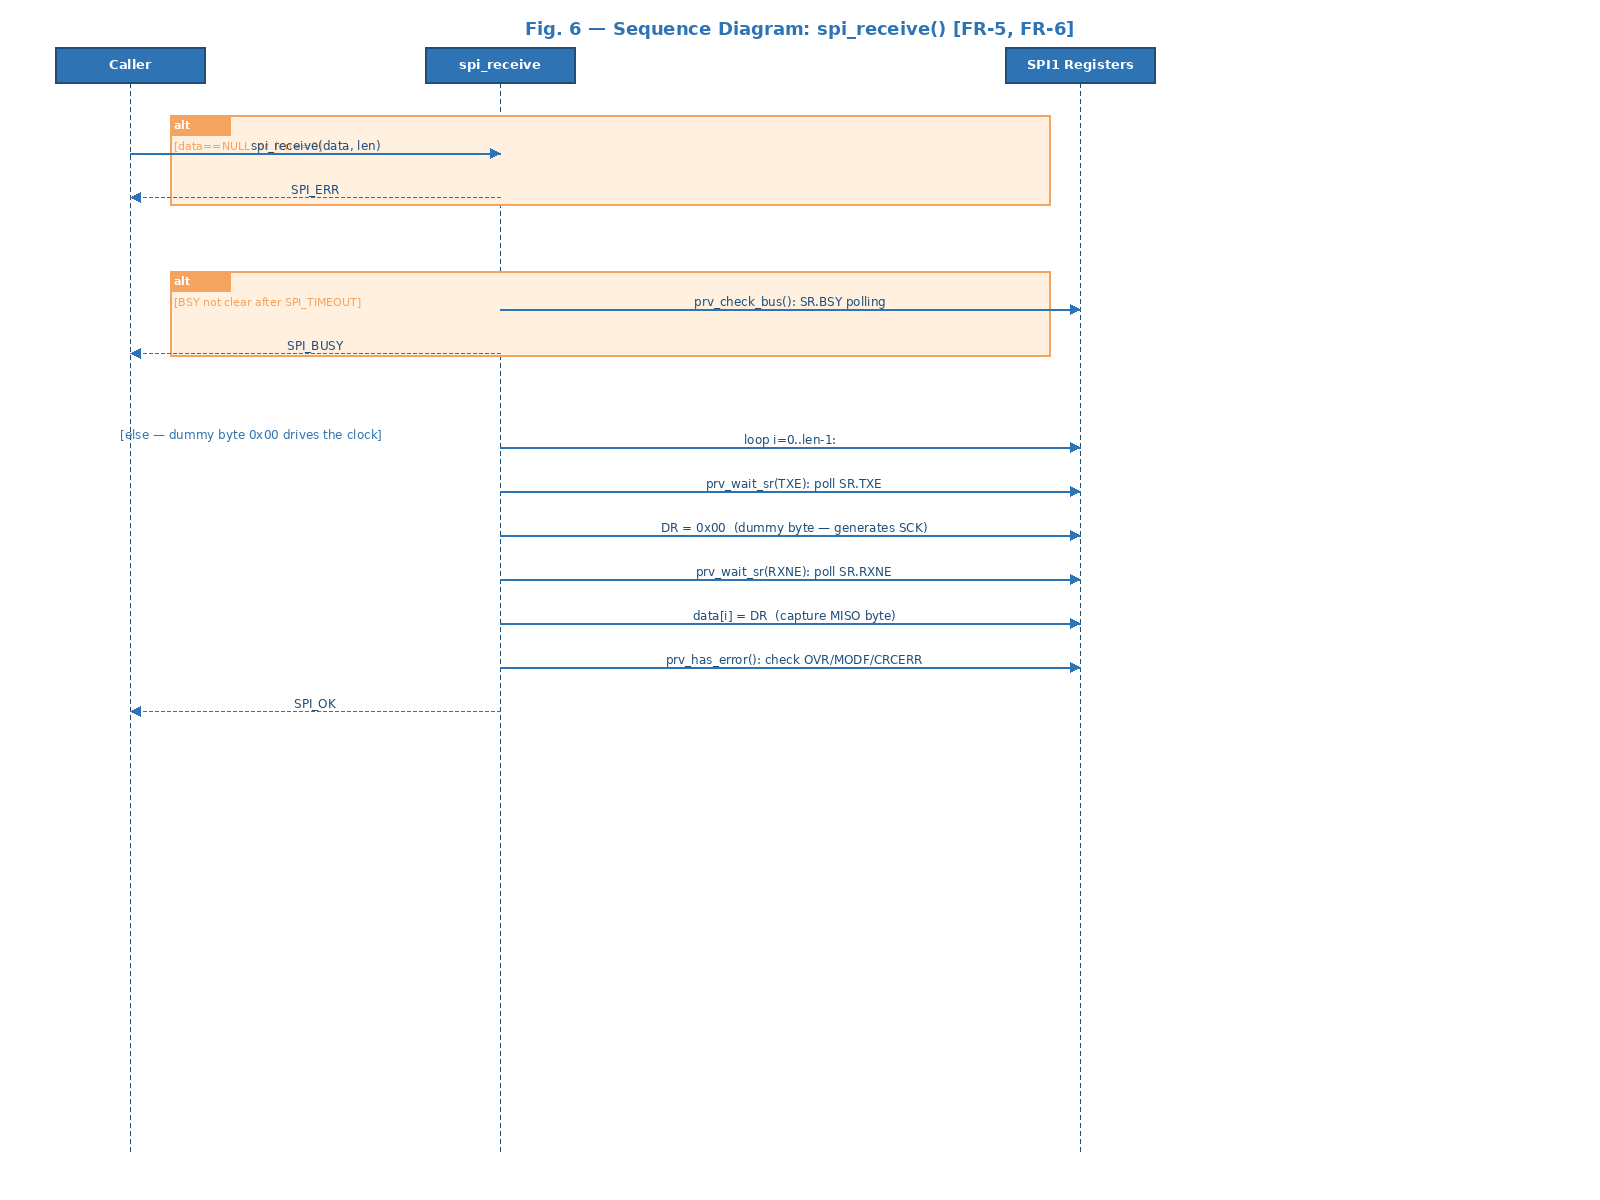 Fig. 6 — Sequence Diagram: spi_receive() [FR-5, FR-6]
Caller
spi_receive
SPI1 Registers
alt
[data==NULL
spi_receive(data, len)
SPI_ERR
alt
[BSY not clear after SPI_TIMEOUT]
prv_check_bus(): SR.BSY polling
SPI_BUSY
[else — dummy byte 0x00 drives the clock]
loop i=0..len-1:
prv_wait_sr(TXE): poll SR.TXE
DR = 0x00  (dummy byte — generates SCK)
prv_wait_sr(RXNE): poll SR.RXNE
data[i] = DR  (capture MISO byte)
prv_has_error(): check OVR/MODF/CRCERR
SPI_OK